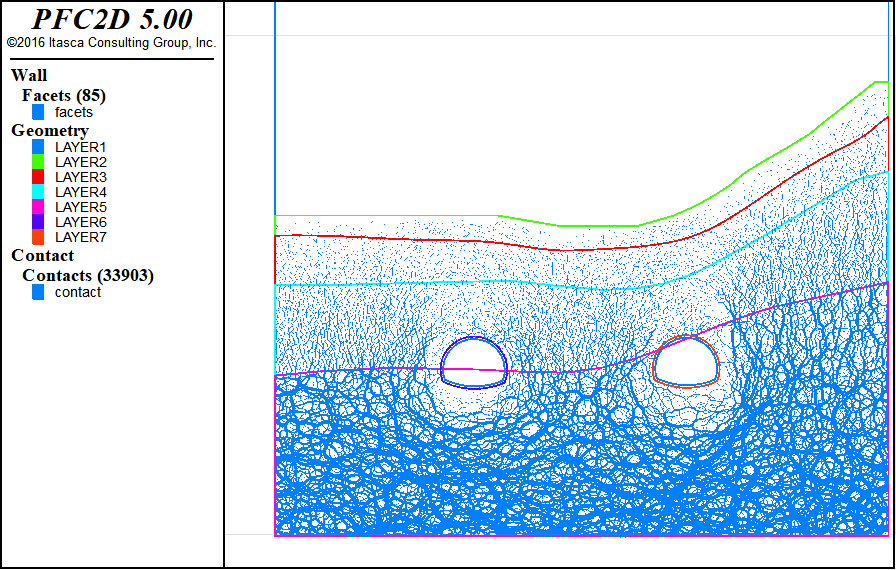 PFC2D 5.00
©2016 Itasca Consulting Group, Inc.
Wall
Facets (85)
facets
Geometry
LAYER1
LAYER2
LAYER3
LAYER4
LAYER5
LAYER6
LAYER7
Contact
Contacts (33903)
contact